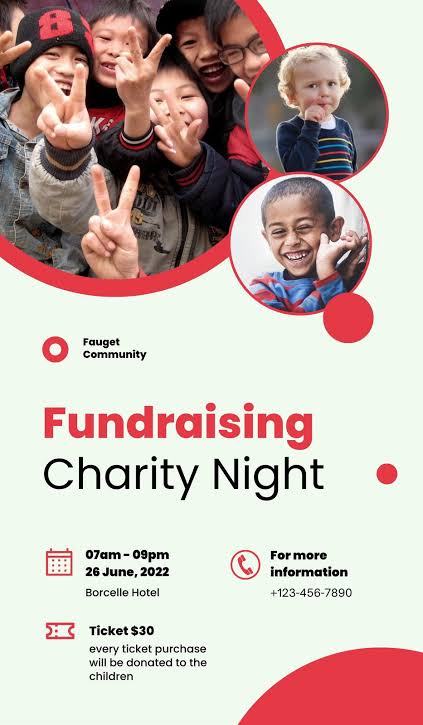 8
Fauget
Community
Fundraising
Charity Night
07am - 09pm
26 June, 2022
Borcelle Hotel
For more
information
+123-456-7890
Ticket $30
every ticket purchase
will be donated to the
children